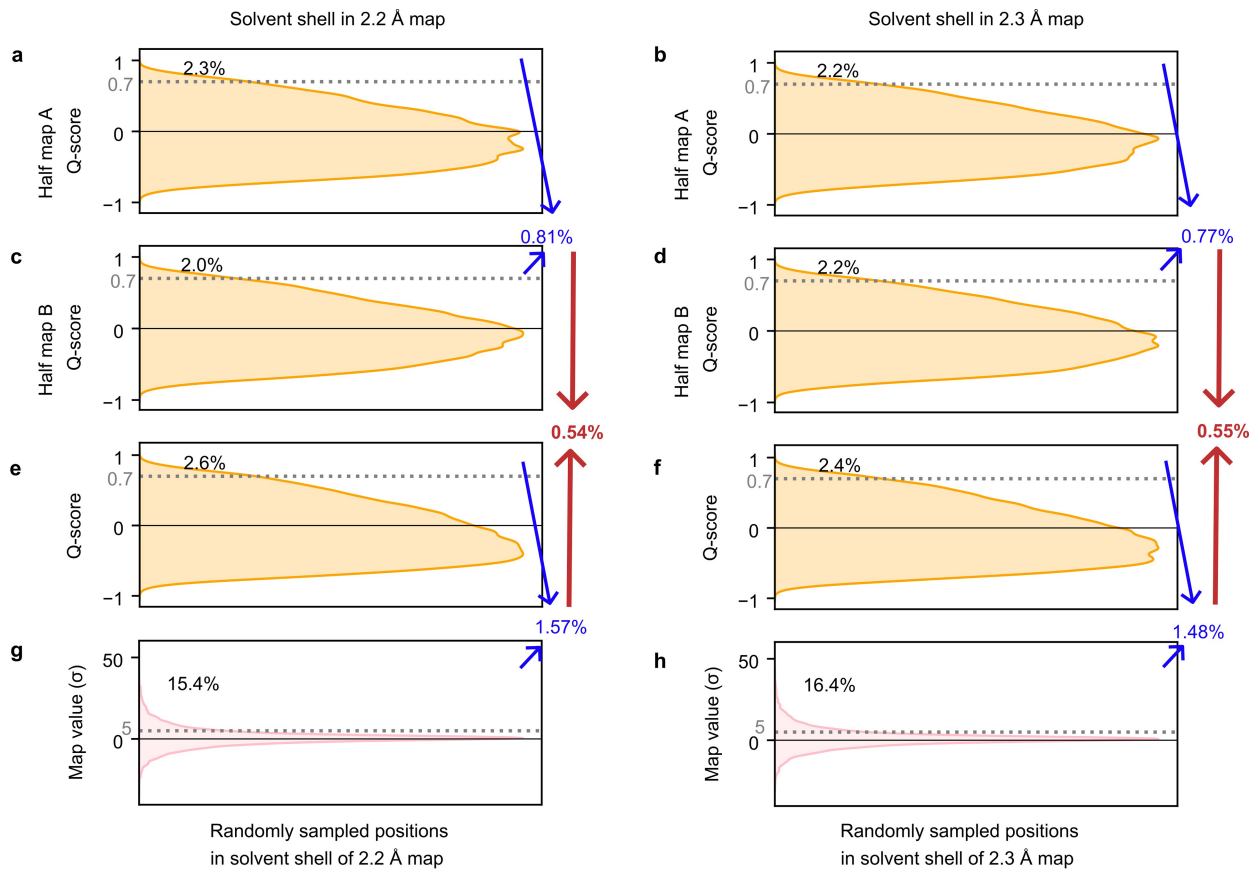 Solvent shell in 2.2 Å map
Solvent shell in 2.3 Å map
a
Half map A
Q-score
1
0.7
0
−1
2.3%
b
Half map A
Q-score
1
0.7
0
−1
2.2%
0.81%
0.77%
c
Half map B
Q-score
1
0.7
0
−1
2.0%
d
Half map B
Q-score
1
0.7
0
−1
2.2%
0.54%
0.55%
e
Q-score
1
0.7
0
−1
2.6%
f
Q-score
1
0.7
0
−1
2.4%
1.57%
1.48%
g
Map value (σ)
50
5
0
15.4%
h
Map value (σ)
50
5
0
16.4%
Randomly sampled positions
in solvent shell of 2.2 Å map
Randomly sampled positions
in solvent shell of 2.3 Å map